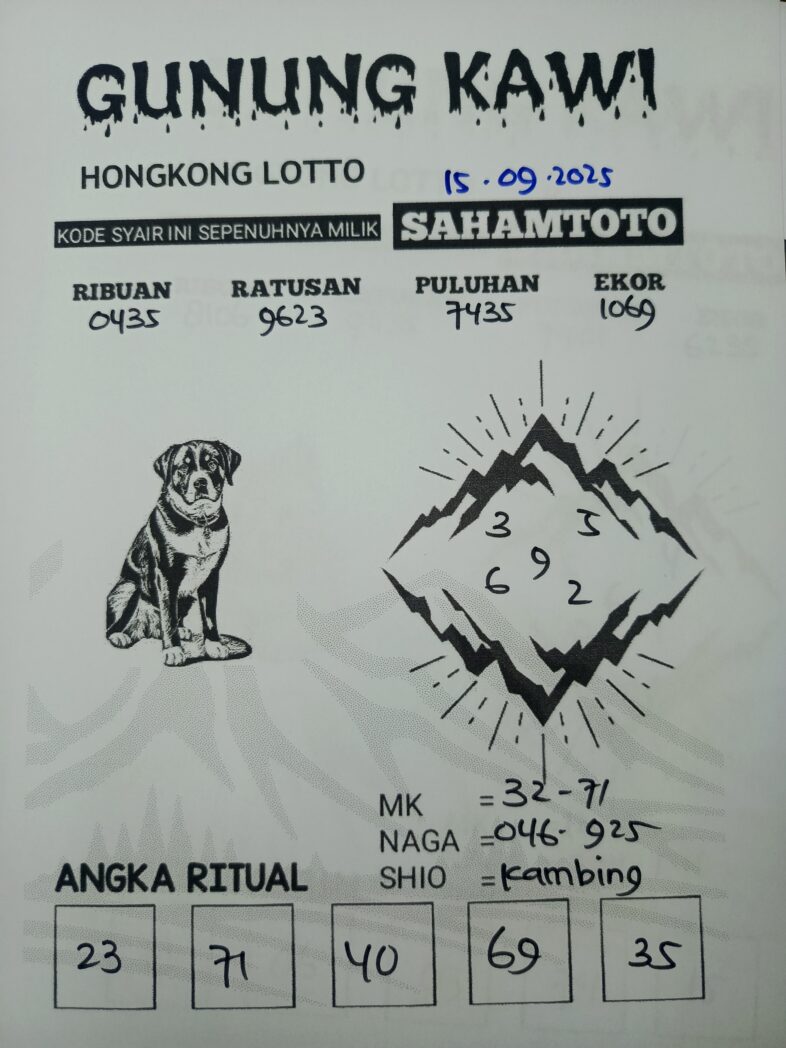 GUNUNG KAWI
HONGKONG LOTTO 15.09.2025
KODE SYAIR INI SEPENUHNYA MILIK SAHAMTOTO
RIBUAN RATUSAN PULUHAN EKOR
0435 9623 7435 1069
3 5
9
6 2
MK = 32-71
NAGA = 046- 925
SHIO = Kambing
ANGKA RITUAL
23 71 40 69 35